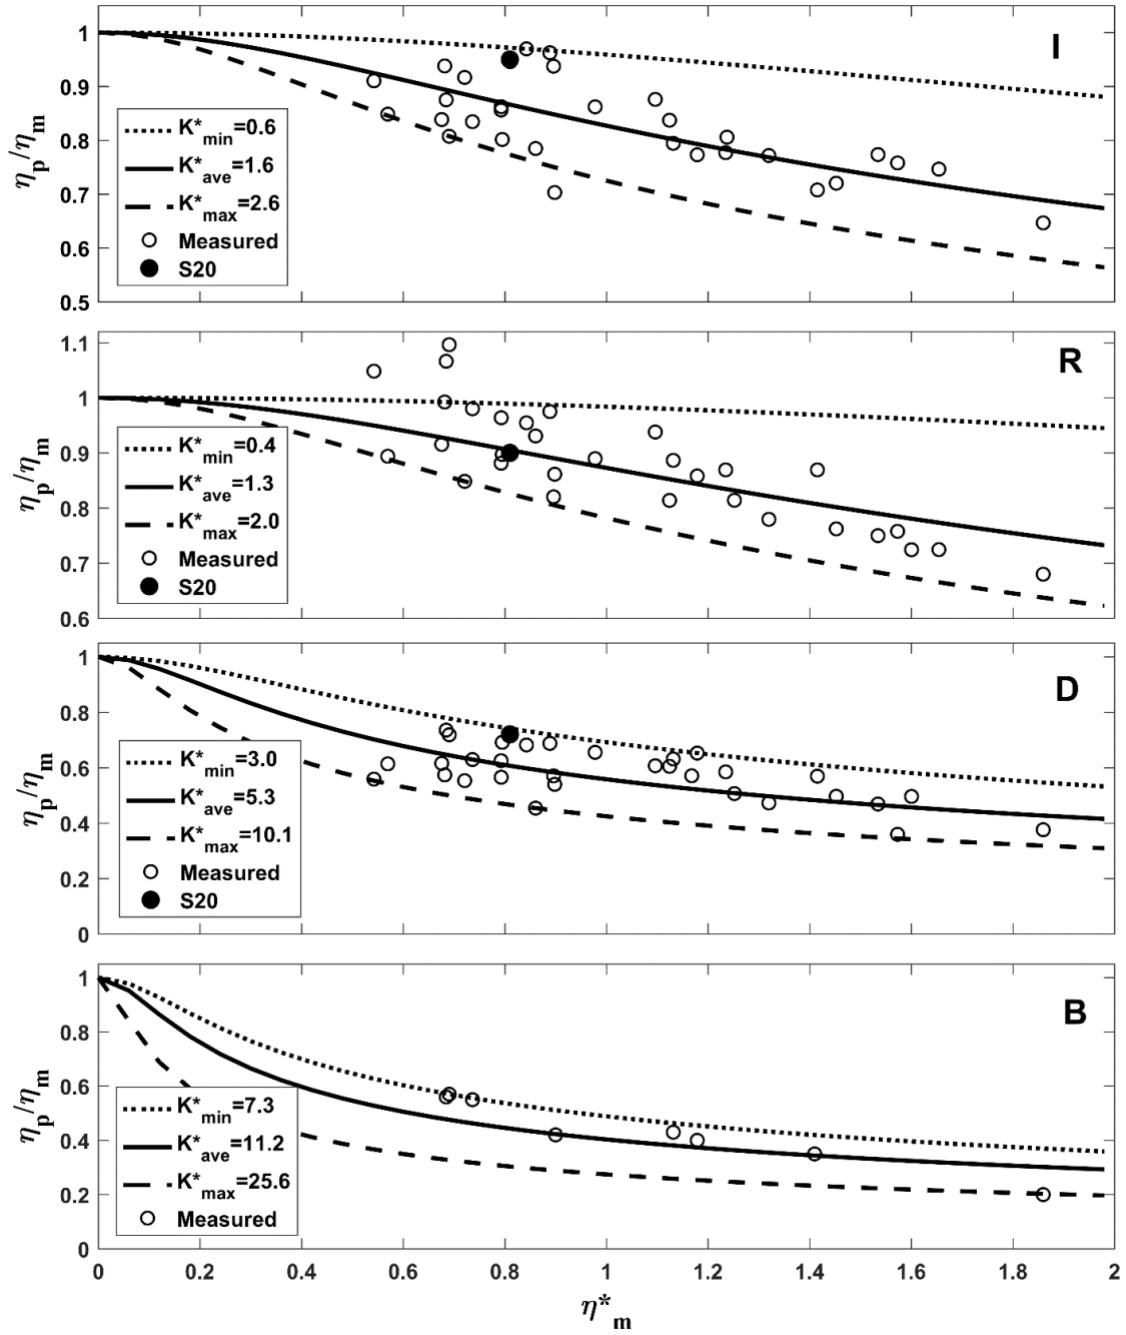 I
1
0.9
0.8
0.7
0.6
0.5
ηp/ηm
K*min=0.6
K*ave=1.6
K*max=2.6
Measured
S20
R
1.1
1
0.9
0.8
0.7
0.6
ηp/ηm
K*min=0.4
K*ave=1.3
K*max=2.0
Measured
S20
D
1
0.8
0.6
0.4
0.2
0
ηp/ηm
K*min=3.0
K*ave=5.3
K*max=10.1
Measured
S20
B
1
0.8
0.6
0.4
0.2
0
ηp/ηm
K*min=7.3
K*ave=11.2
K*max=25.6
Measured
0 0.2 0.4 0.6 0.8 1 1.2 1.4 1.6 1.8 2
η*m